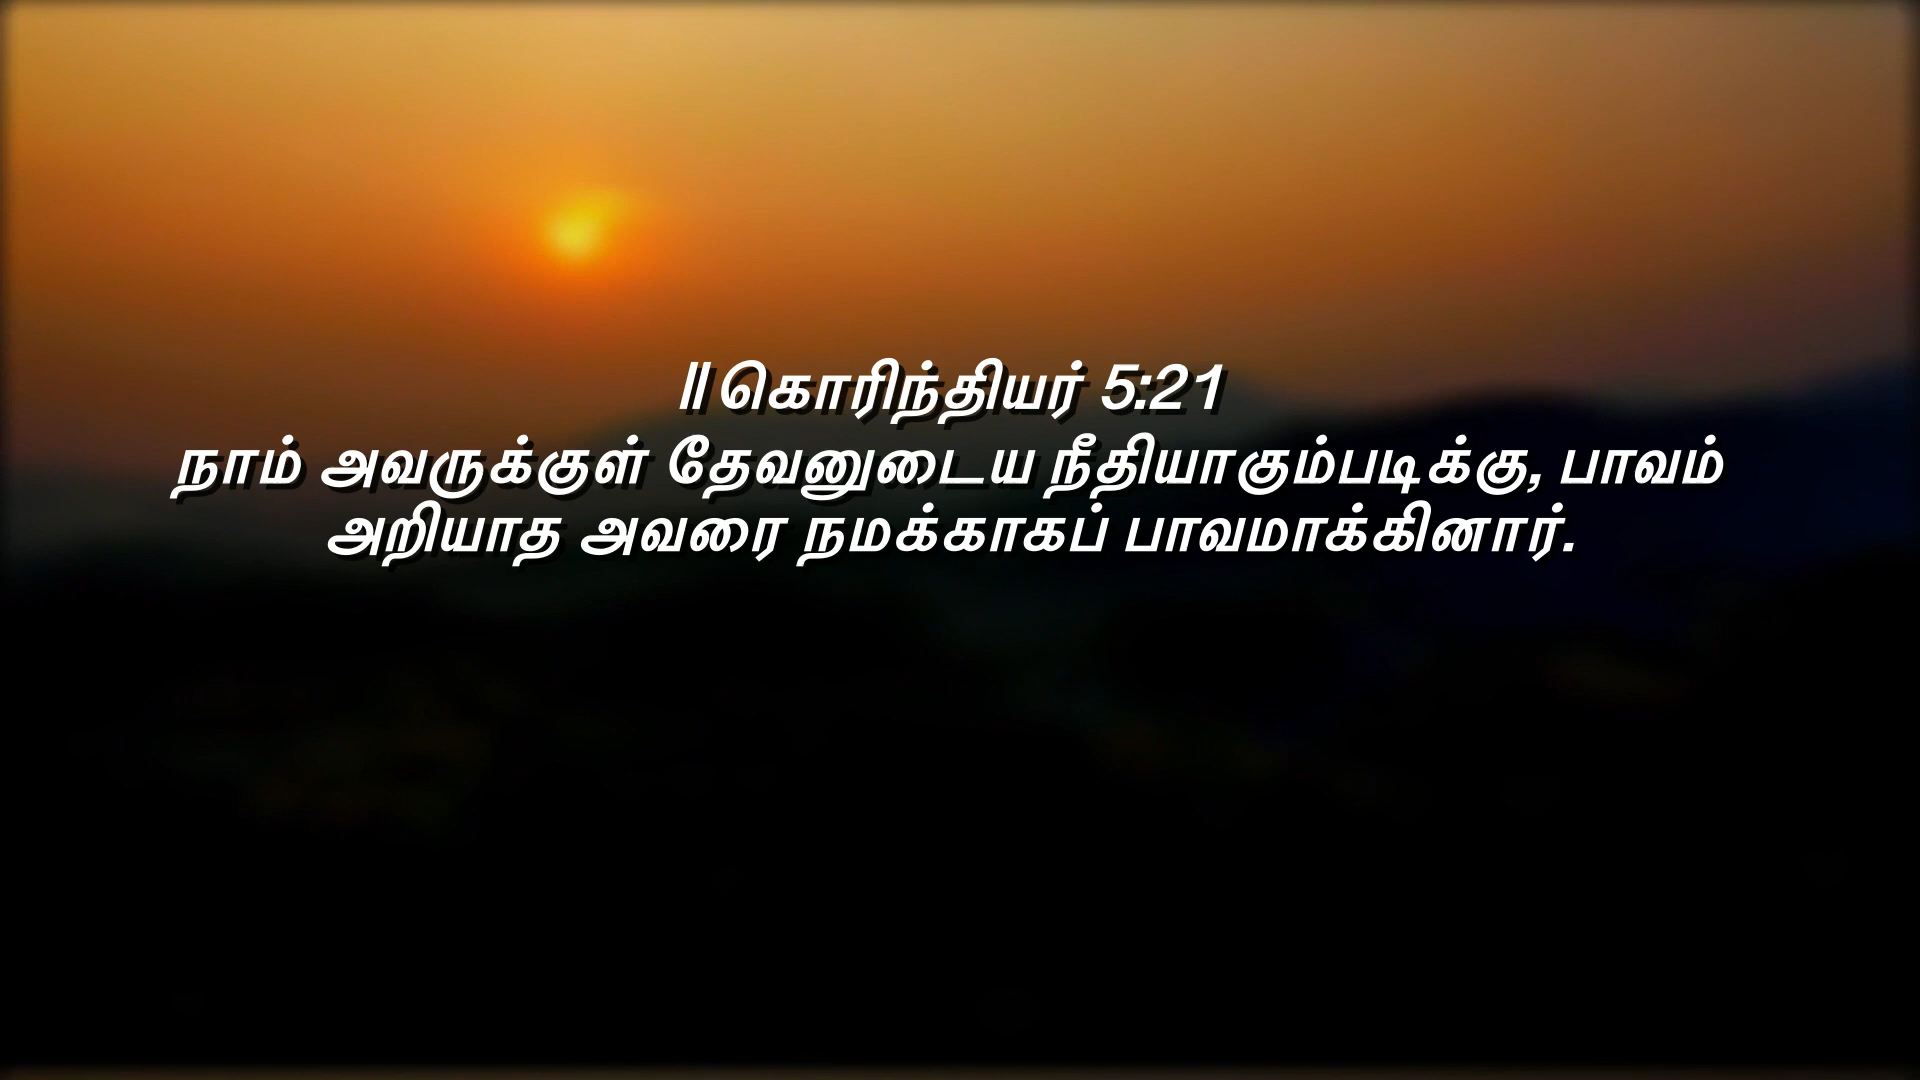 II கொரிந்தியர் 5:21
நாம் அவருக்குள் தேவனுடைய நீதியாகும்படிக்கு, பாவம்
அறியாத அவரை நமக்காகப் பாவமாக்கினார்.